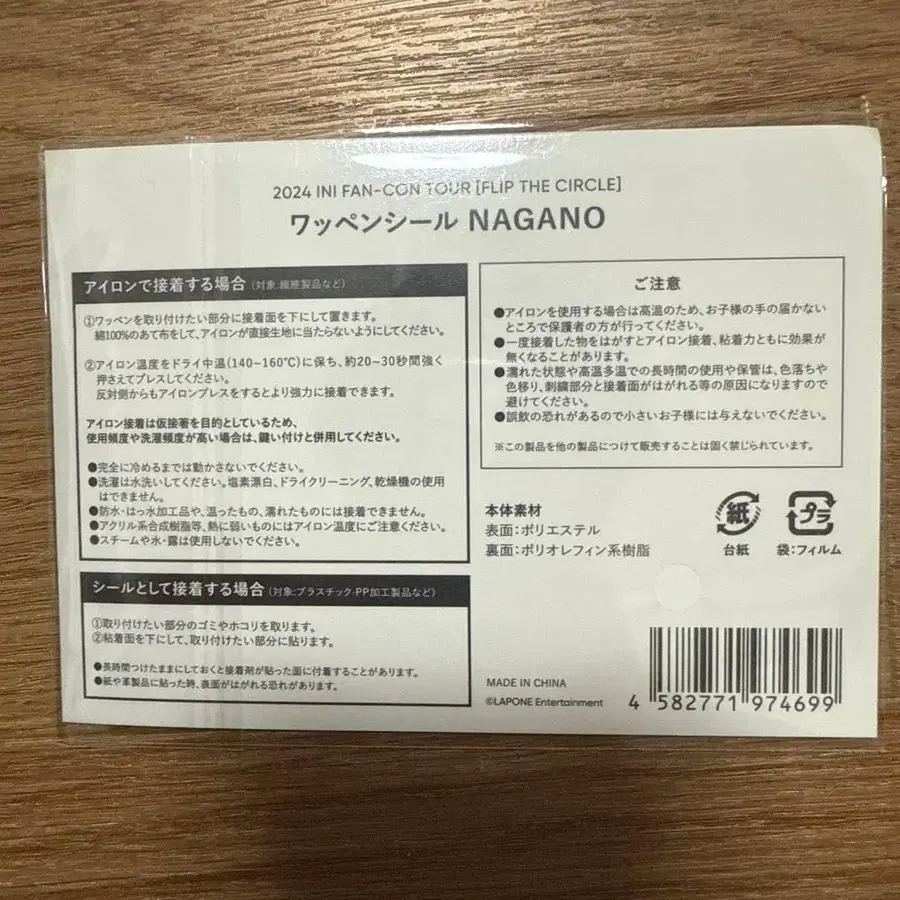 2024 INI FAN-CON TOUR [FLIP THE CIRCLE]
ワッペンシール NAGANO
アイロンで接着する場合 (対象:繊維製品など)
①ワッペンを取り付けたい部分に接着面を下にして置きます。
綿100%のあて布をして、アイロンが直接生地に当たらないようにしてください。
②アイロン温度をドライ中温(140~160℃)に保ち、約20~30秒間強く
押さえてプレスしてください。
反対側からもアイロンプレスをするとより強力に接着できます。
アイロン接着は仮接着を目的としているため、
使用頻度や洗濯頻度が高い場合は、縫い付けと併用してください。
●完全に冷めるまでは動かさないでください。
●洗濯は水洗いしてください。塩素漂白、ドライクリーニング、乾燥機の使用
はできません。
●防水・はっ水加工品や、湿ったもの、濡れたものには接着できません。
●アクリル系合成樹脂等、熱に弱いものにはアイロン温度にご注意ください。
●スチームや水・霧は使用しないでください。
シールとして接着する場合 (対象:プラスチック・PP加工製品など)
①取り付けたい部分のゴミやホコリを取ります。
②粘着面を下にして、取り付けたい部分に貼ります。
●長時間つけたままにしておくと接着剤が貼った面に付着することがあります。
●紙や革製品に貼った時、表面がはがれる恐れがあります。
ご注意
●アイロンを使用する場合は高温のため、お子様の手の届かない
ところで保護者の方が行ってください。
●一度接着した物をはがすとアイロン接着、粘着力ともに効果が
無くなることがあります。
●濡れた状態や高温多湿での長時間の使用や保管は、色落ちや
色移り、刺繍部分と接着面がはがれる等の原因になりますので
避けてください。
●誤飲の恐れがあるので小さいお子様には与えないでください。
※この製品を他の製品につけて販売することは固く禁じられています。
本体素材
表面:ポリエステル
裏面:ポリオレフィン系樹脂
紙
台紙
プラ
袋:フィルム
MADE IN CHINA
©LAPONE Entertainment
4 582771 974699